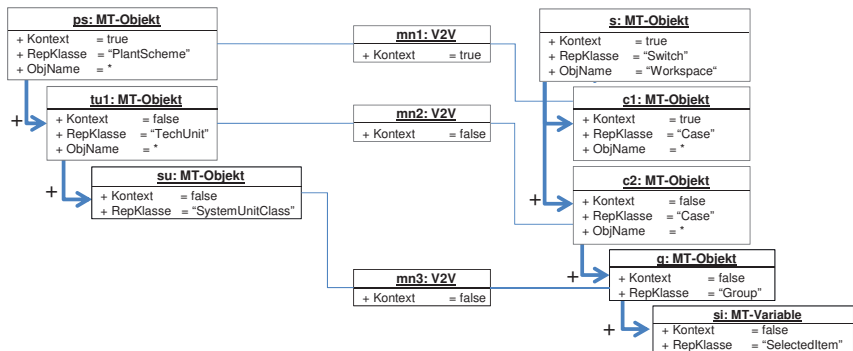 ps: MT-Objekt
+ Kontext = true
+ RepKlasse = “PlantScheme”
+ ObjName = *
+
tu1: MT-Objekt
+ Kontext = false
+ RepKlasse = “TechUnit”
+ ObjName = *
+
su: MT-Objekt
+ Kontext = false
+ RepKlasse = “SystemUnitClass”
mn1: V2V
+ Kontext = true
mn2: V2V
+ Kontext = false
mn3: V2V
+ Kontext = false
s: MT-Objekt
+ Kontext = true
+ RepKlasse = “Switch”
+ ObjName = “Workspace“
c1: MT-Objekt
+ Kontext = true
+ RepKlasse = “Case”
+ ObjName = *
c2: MT-Objekt
+ Kontext = false
+ RepKlasse = “Case”
+ ObjName = *
+
g: MT-Objekt
+ Kontext = false
+ RepKlasse = “Group”
+
si: MT-Variable
+ Kontext = false
+ RepKlasse = “SelectedItem”
+